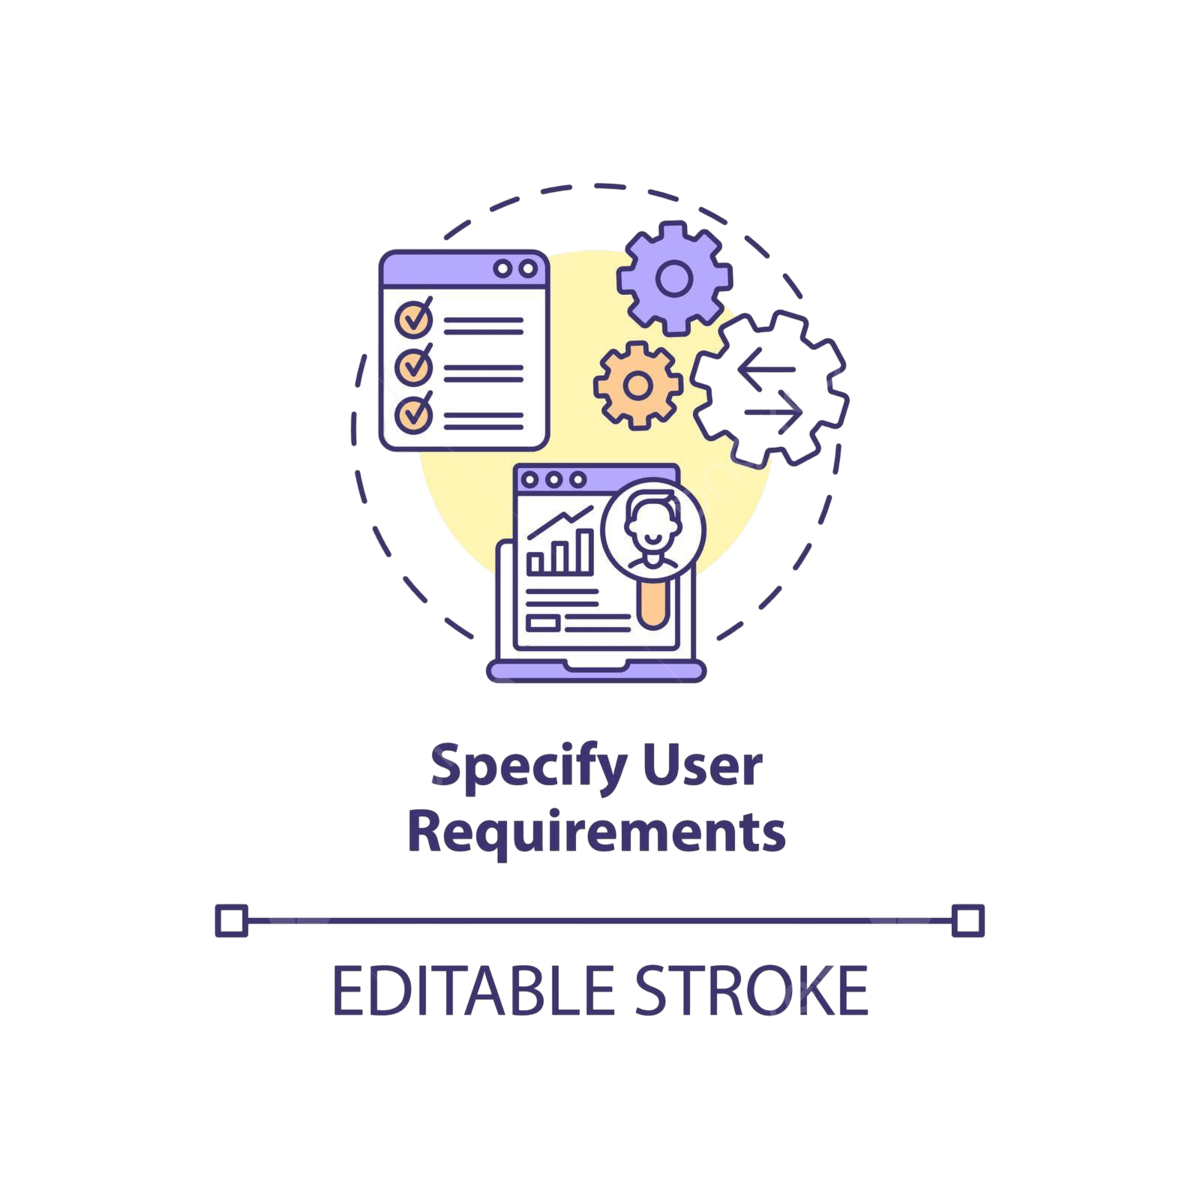 Specify User
Requirements
EDITABLE STROKE